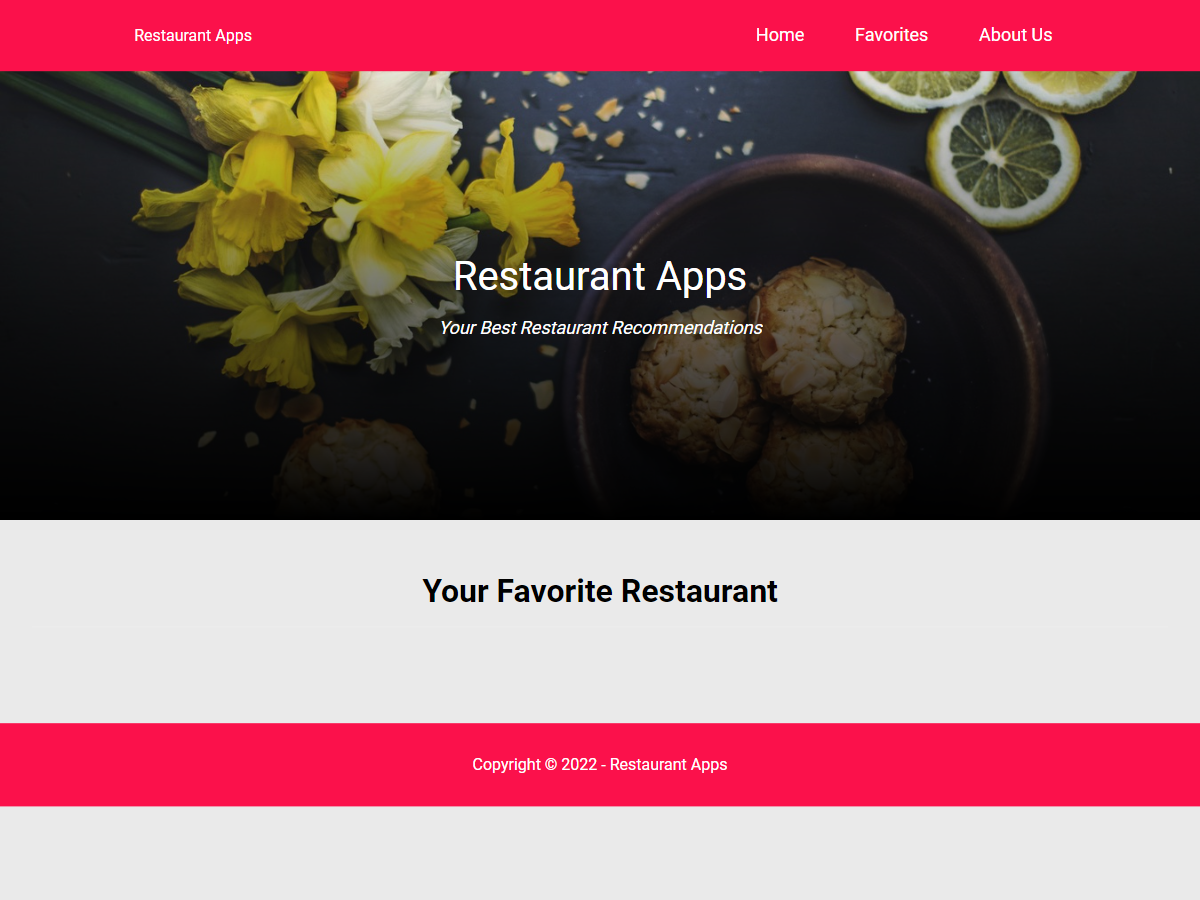 Restaurant Apps
Home
Favorites
About Us
Restaurant Apps
Your Best Restaurant Recommendations
Your Favorite Restaurant
Copyright © 2022 - Restaurant Apps